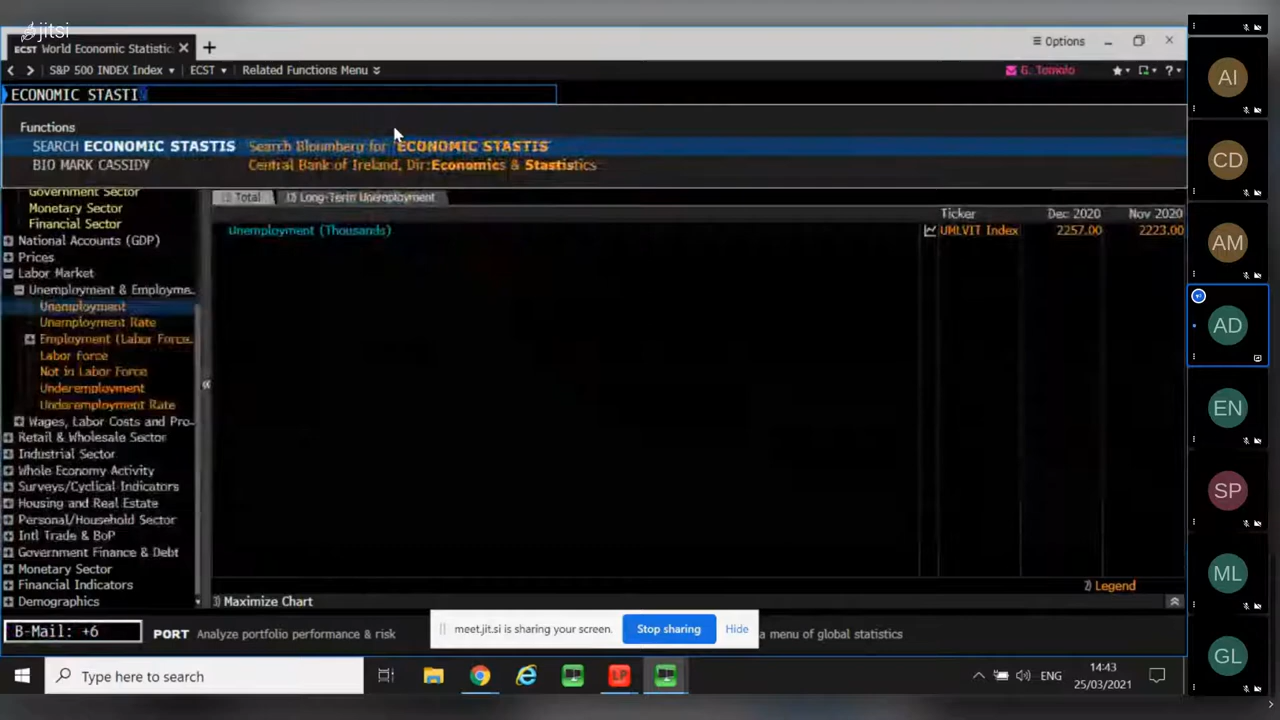 jitsi
ECST World Economic Statistic
Options
S&P 500 INDEX Index ECST Related Functions Menu
G. Tomolo
ECONOMIC STASTI
Functions
SEARCH ECONOMIC STASTIS Search Bloomberg for ECONOMIC STASTIS
BIO MARK CASSIDY Central Bank of Ireland, Dir:Economics & Stastistics
Government Sector
Monetary Sector
Financial Sector
National Accounts (GDP)
Prices
Labor Market
Unemployment & Employme..
Unemployment
Unemployment Rate
Employment (Labor Force..
Labor Force
Not in Labor Force
Underemployment
Underemployment Rate
Wages, Labor Costs and Pro..
Retail & Wholesale Sector
Industrial Sector
Whole Economy Activity
Surveys/Cyclical Indicators
Housing and Real Estate
Personal/Household Sector
Intl Trade & BoP
Government Finance & Debt
Monetary Sector
Financial Indicators
Demographics
Total Long-Term Unemployment
Ticker Dec 2020 Nov 2020
Unemployment (Thousands) UMLVIT Index 2257.00 2223.00
Legend
Maximize Chart
B-Mail: +6
PORT Analyze portfolio performance & risk
a menu of global statistics
meet.jit.si is sharing your screen. Stop sharing Hide
Type here to search
LP
ENG
14:43
25/03/2021
AI
CD
AM
AD
EN
SP
ML
GL